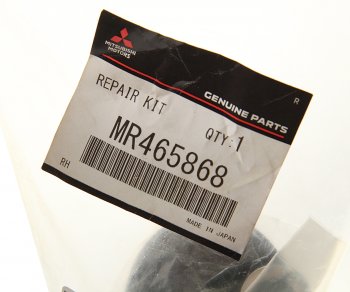 MITSUBISHI
MOTORS
R
GENUINE PARTS
REPAIR KIT
QTY:1
MR465868
RH
MADE IN JAPAN